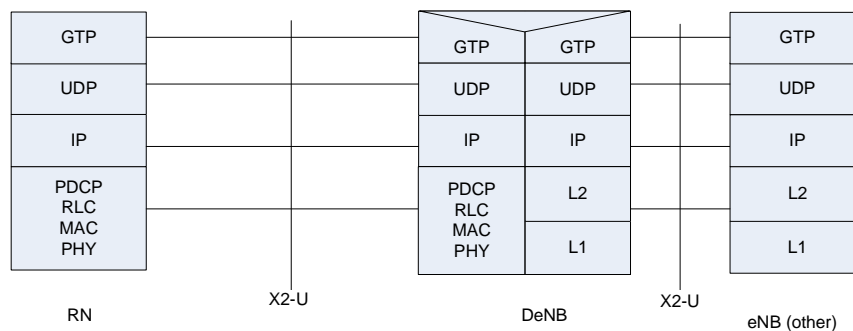 GTP
UDP
IP
PDCP
RLC
MAC
PHY
RN
X2-U
GTP
GTP
UDP
UDP
IP
IP
PDCP
RLC
MAC
PHY
L2
L1
DeNB
X2-U
GTP
UDP
IP
L2
L1
eNB (other)